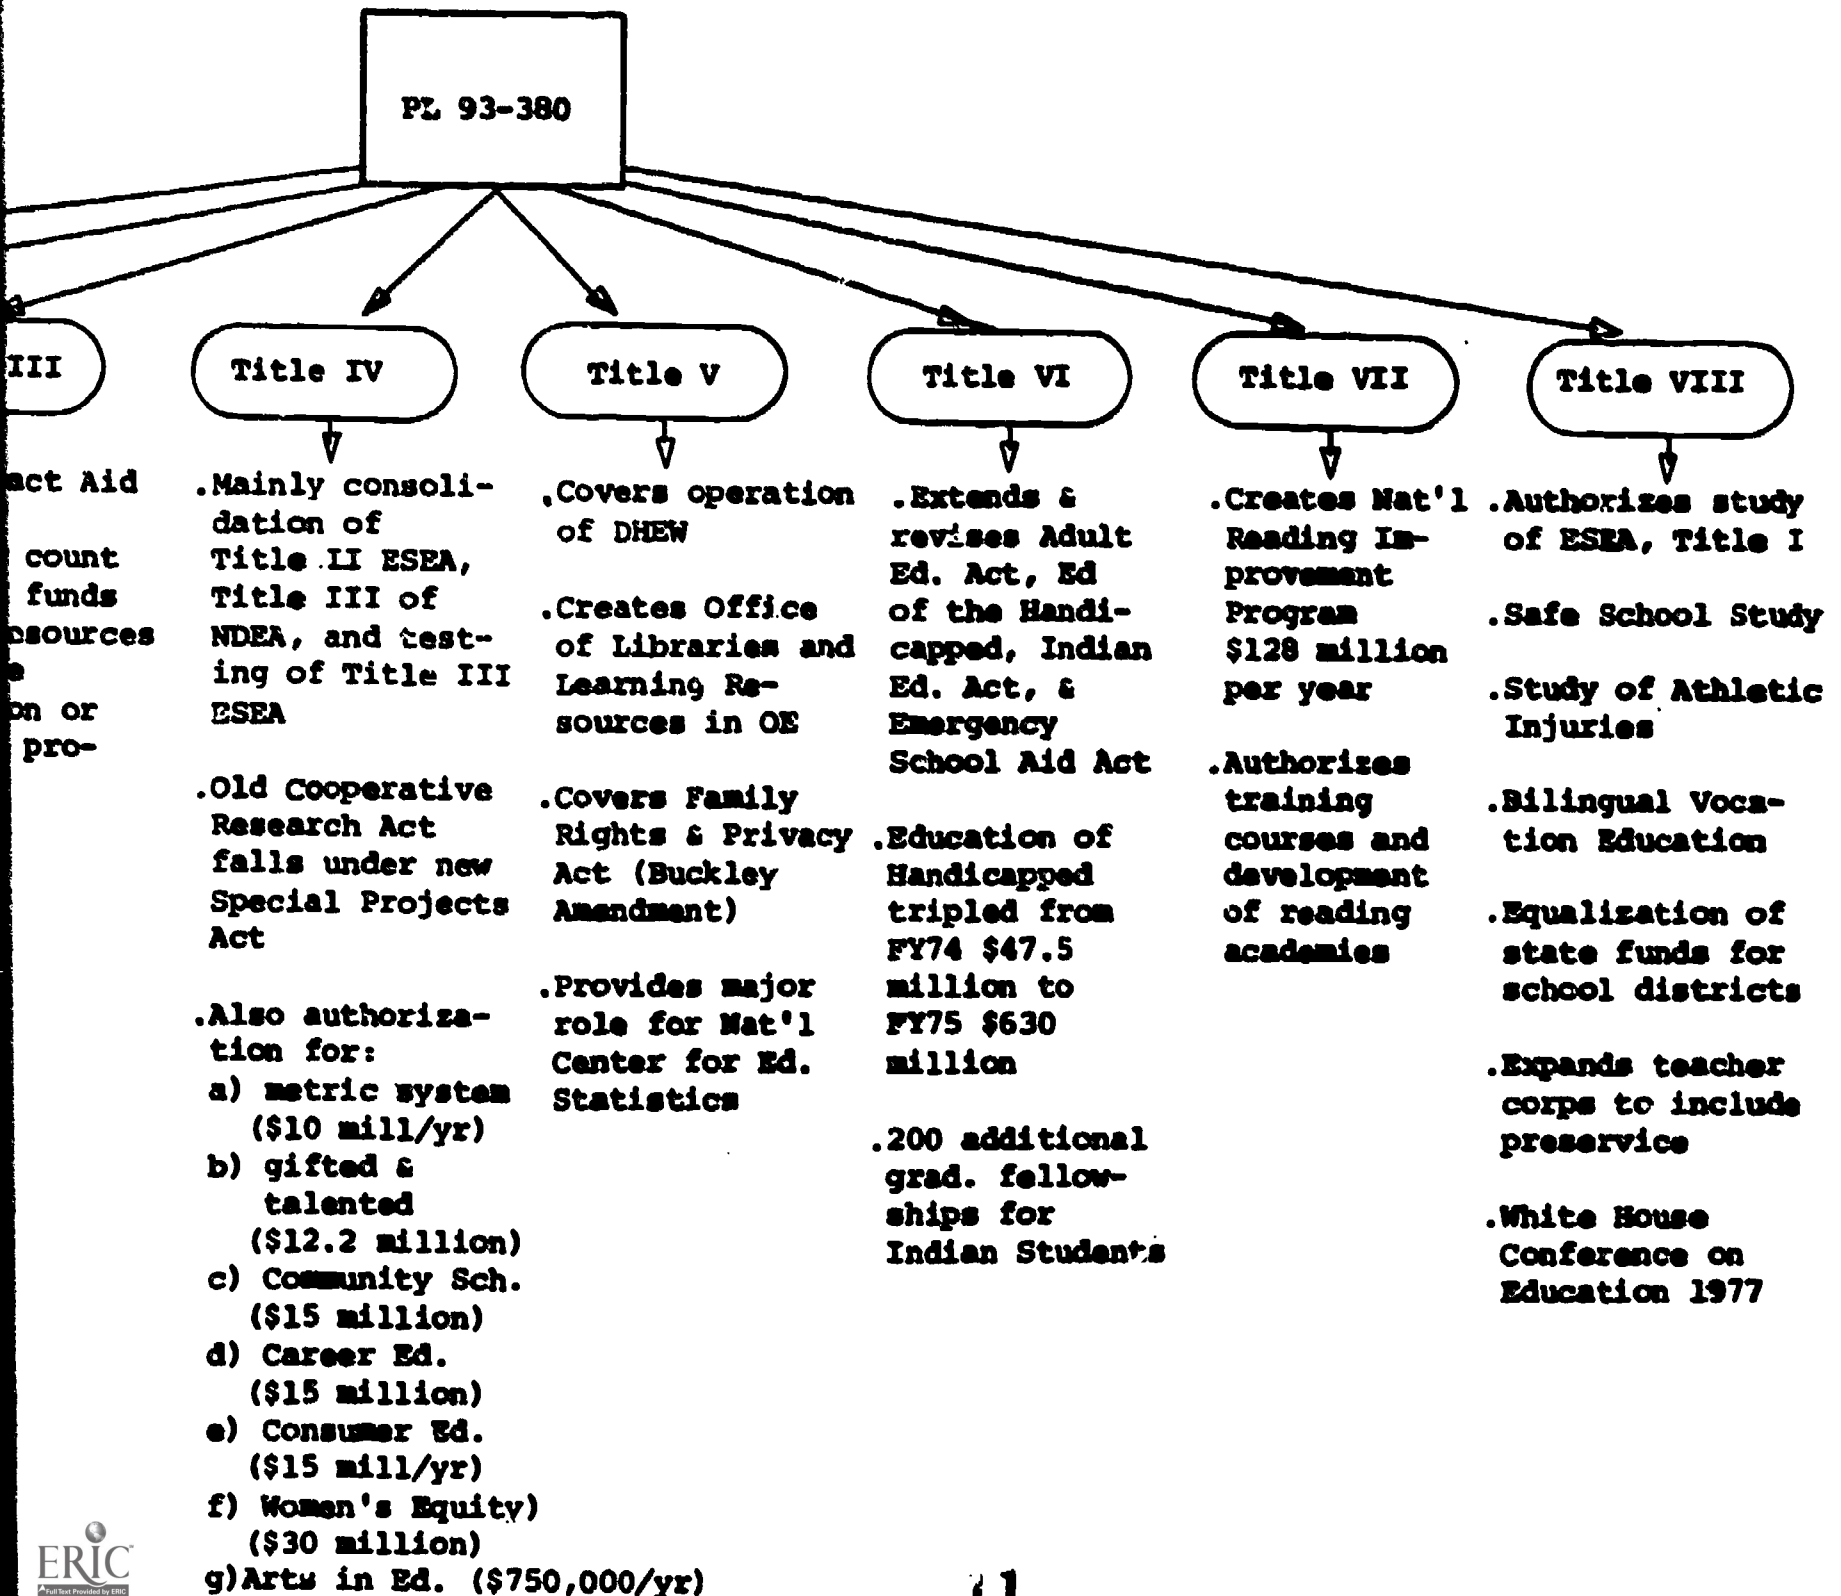 PL 93-380
III
act Aid
count
funds
esources
e
on or
pro-
Title IV
.Mainly consoli-
dation of
Title II ESEA,
Title III of
NDEA, and test-
ing of Title III
ESEA
.Old Cooperative
Research Act
falls under new
Special Projects
Act
.Also authoriza-
tion for:
a) metric system
($10 mill/yr)
b) gifted &
talented
($12.2 million)
c) Community Sch.
($15 million)
d) Career Ed.
($15 million)
e) Consumer Ed.
($15 mill/yr)
f) Women's Equity)
($30 million)
g)Arts in Ed. ($750,000/yr)
Title V
.Covers operation
of DHEW
.Creates Office
of Libraries and
Learning Re-
sources in OE
.Covers Family
Rights & Privacy
Act (Buckley
Amendment)
.Provides major
role for Nat'l
Center for Ed.
Statistics
Title VI
.Extends &
revises Adult
Ed. Act, Ed
of the Handi-
capped, Indian
Ed. Act, &
Emergency
School Aid Act
.Education of
Handicapped
tripled from
FY74 $47.5
million to
FY75 $630
million
.200 additional
grad. fellow-
ships for
Indian Students
Title VII
.Creates Nat'l
Reading Im-
provement
Program
$128 million
per year
.Authorizes
training
courses and
development
of reading
academies
Title VIII
.Authorizes study
of ESEA, Title I
.Safe School Study
.Study of Athletic
Injuries
.Bilingual Voca-
tion Education
.Equalization of
state funds for
school districts
.Expands teacher
corps to include
preservice
.White House
Conference on
Education 1977
ERIC
Full Text Provided by ERIC